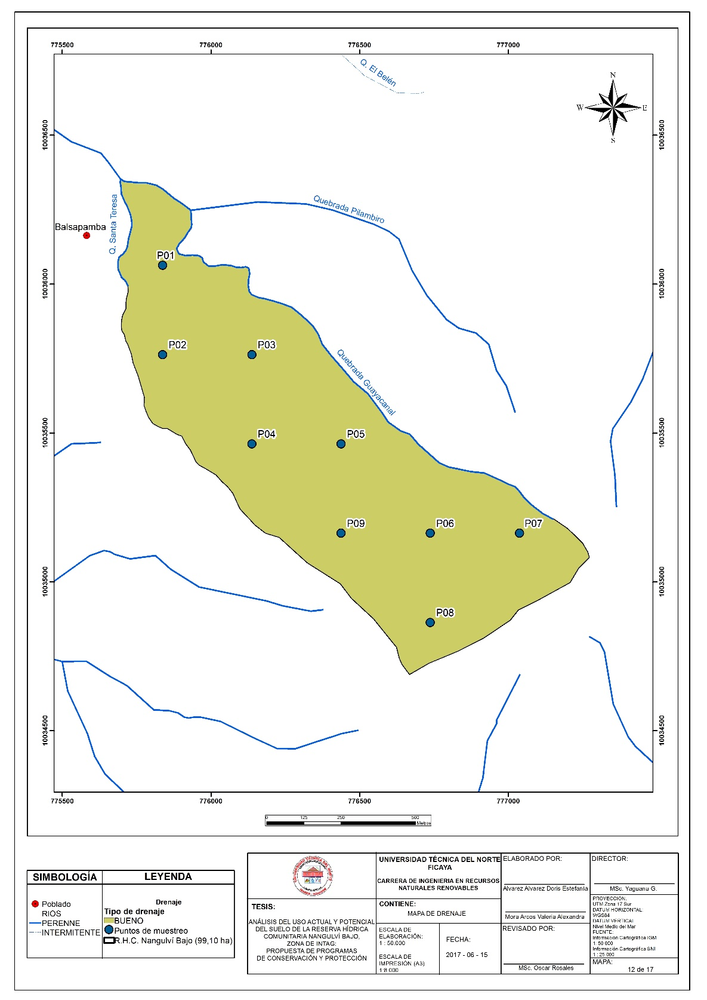 775500 776000 776500 777000
Q. El Belén
N
W E
S
10036500 10036500
Quebrada Pilambiro
Q. Santa Teresa
Balsapamba
P01
10036000 10036000
P02 P03
Quebrada Guayacanal
10035500 10035500
P04 P05
P09 P06 P07
10035000 10035000
P08
10034500 10034500
775500 776000 776500 777000
0 125 250 500
Metros
SIMBOLOGÍA
Poblado
RIOS
PERENNE
INTERMITENTE
LEYENDA
Drenaje
Tipo de drenaje
BUENO
Puntos de muestreo
R.H.C. Nangulví Bajo (99,10 ha)
TESIS:
ANÁLISIS DEL USO ACTUAL Y POTENCIAL
DEL SUELO DE LA RESERVA HÍDRICA
COMUNITARIA NANGULVÍ BAJO,
ZONA DE INTAG:
PROPUESTA DE PROGRAMAS
DE CONSERVACIÓN Y PROTECCIÓN
UNIVERSIDAD TÉCNICA DEL NORTE
FICAYA
CARRERA DE INGENIERIA EN RECURSOS
NATURALES RENOVABLES
CONTIENE:
MAPA DE DRENAJE
ESCALA DE
ELABORACIÓN:
1 : 50.000
ESCALA DE
IMPRESIÓN (A3)
1:8.000
FECHA:
2017 - 06 - 15
ELABORADO POR:
Alvarez Alvarez Doris Estefania
Mora Arcos Valeria Alexandra
REVISADO POR:
MSc. Oscar Rosales
DIRECTOR:
MSc. Yaguana G.
PROYECCIÓN:
UTM Zona 17 Sur
DATUM HORIZONTAL:
WGS84
DATUM VERTICAL
Nivel Medio del Mar
FUENTE:
Información Cartográfica IGM
1: 50.000
Información Cartográfica SNI
1 : 25.000
MAPA:
12 de 17